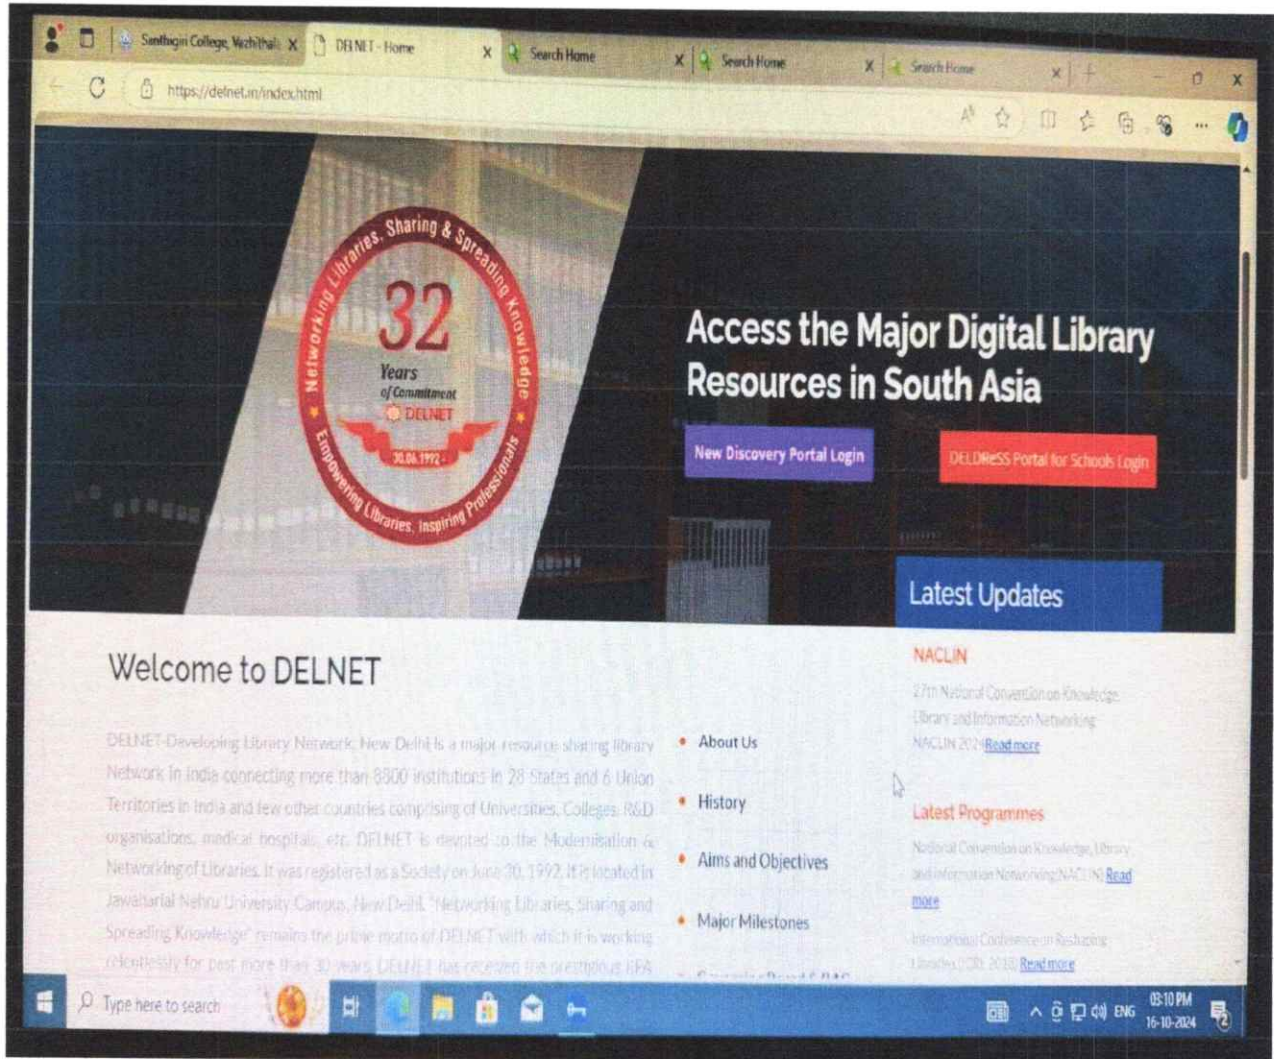 Santhigiri College, Vazhithala X
DELNET - Home X
Search Home X
Search Home X
Search Home X
https://delnet.in/index.html
Networking Libraries, Sharing & Spreading Knowledge
32
Years
of Commitment
DELNET
30.06.1992 -
Empowering Libraries, Inspiring Professionals
Access the Major Digital Library
Resources in South Asia
New Discovery Portal Login
DELDReSS Portal for Schools Login
Latest Updates
Welcome to DELNET
DELNET-Developing Library Network, New Delhi is a major resource sharing library
Network in India connecting more than 8800 institutions in 28 States and 6 Union
Territories in India and few other countries comprising of Universities, Colleges, R&D
organisations, medical hospitals, etc. DELNET is devoted to the Modernisation &
Networking of Libraries. It was registered as a Society on June 30, 1992. It is located in
Jawaharlal Nehru University Campus, New Delhi. "Networking Libraries, Sharing and
Spreading Knowledge" remains the prime motto of DELNET with which it is working
relentlessly for past more than 30 years. DELNET has received the prestigious
About Us
History
Aims and Objectives
Major Milestones
NACLIN
27th National Convention on Knowledge,
Library and Information Networking
NACLIN 2024 Read more
Latest Programmes
National Convention on Knowledge, Library
and Information Networking (NACLIN) Read
more
International Conference on Reshaping
Libraries Read more
Type here to search
ENG
03:10 PM
16-10-2024
2